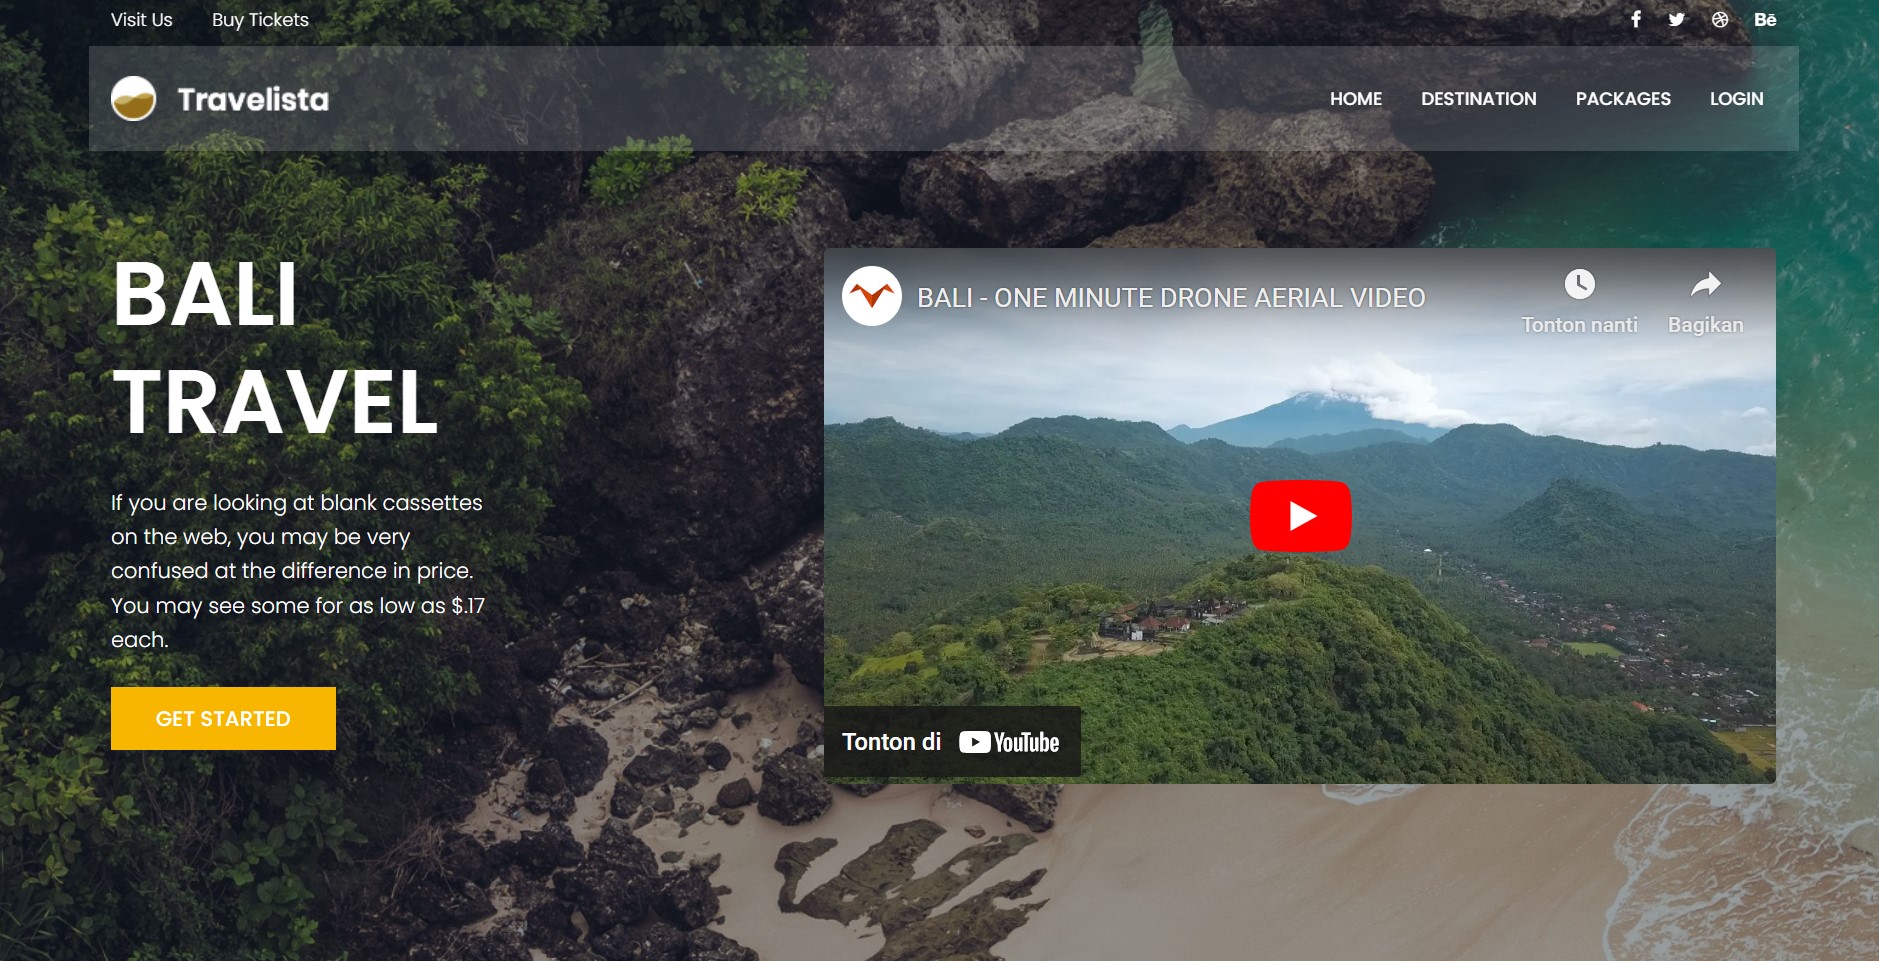 Visit Us Buy Tickets Bē
Travelista HOME DESTINATION PACKAGES LOGIN
BALI
TRAVEL
If you are looking at blank cassettes
on the web, you may be very
confused at the difference in price.
You may see some for as low as $.17
each.
GET STARTED
BALI - ONE MINUTE DRONE AERIAL VIDEO
Tonton nanti Bagikan
Tonton di YouTube